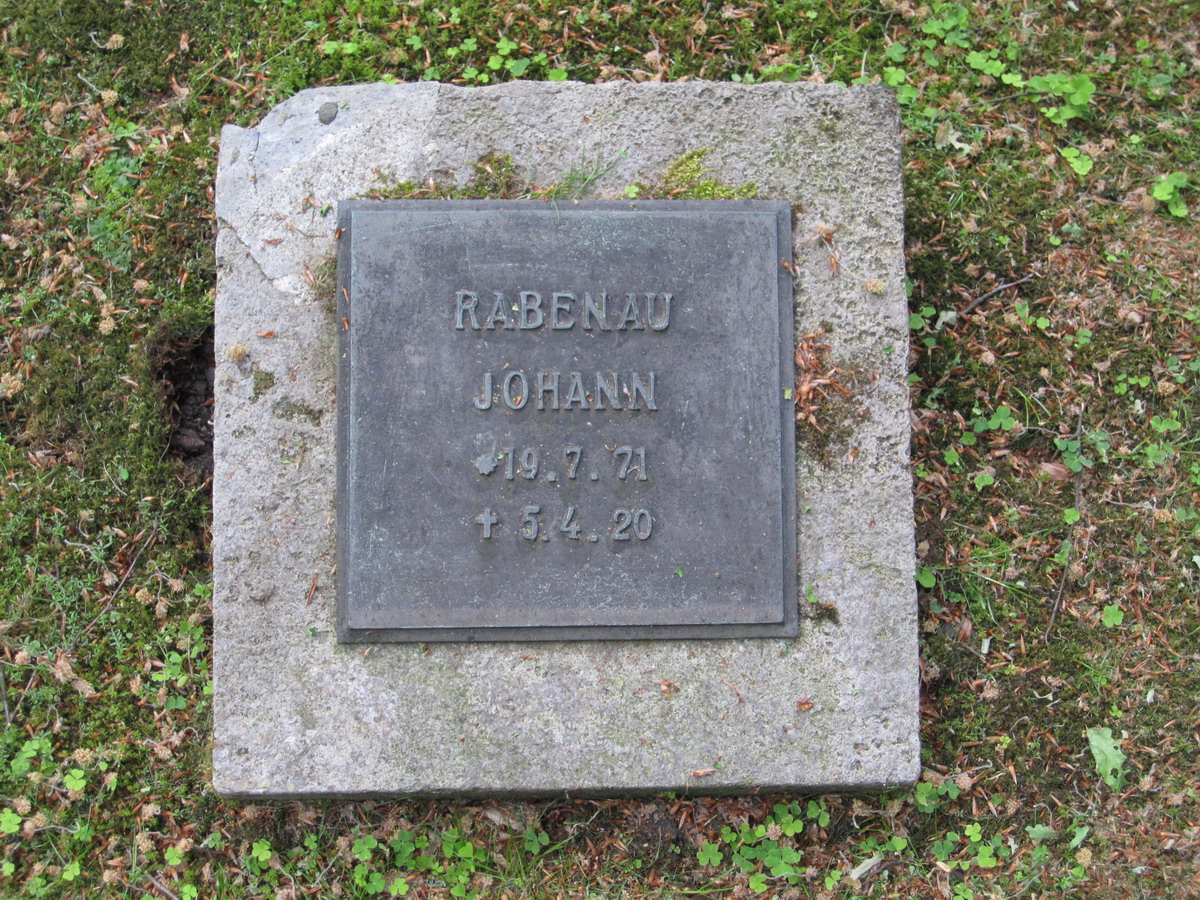 RABENAU
JOHANN
* 19.7.71
† 5.4.20